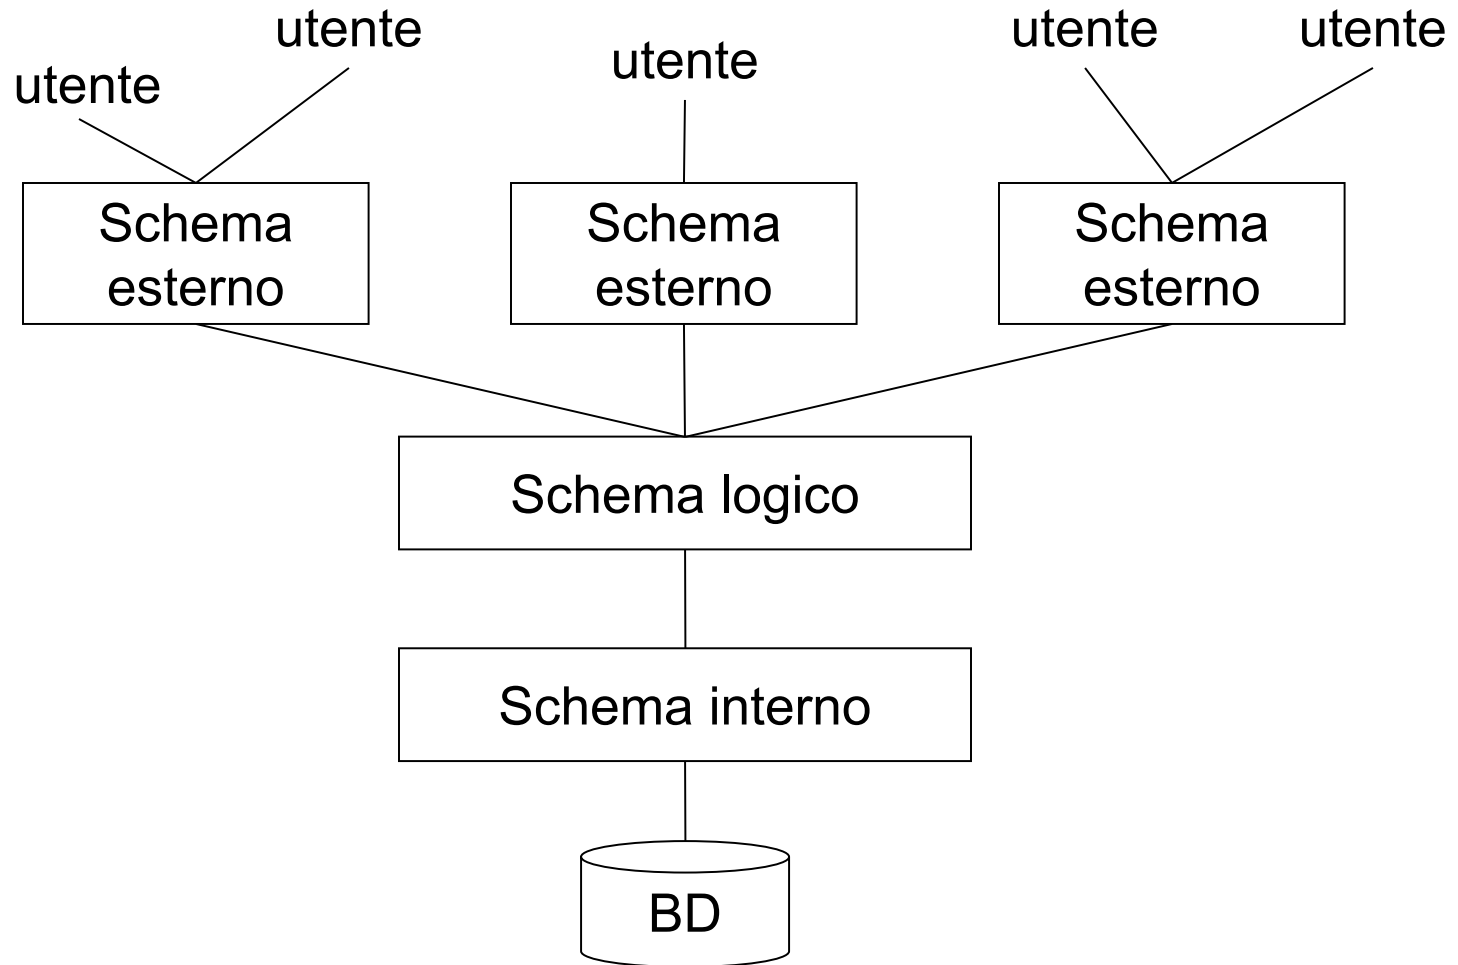 utente
utente
utente
utente
utente
Schema
esterno
Schema
esterno
Schema
esterno
Schema logico
Schema interno
BD